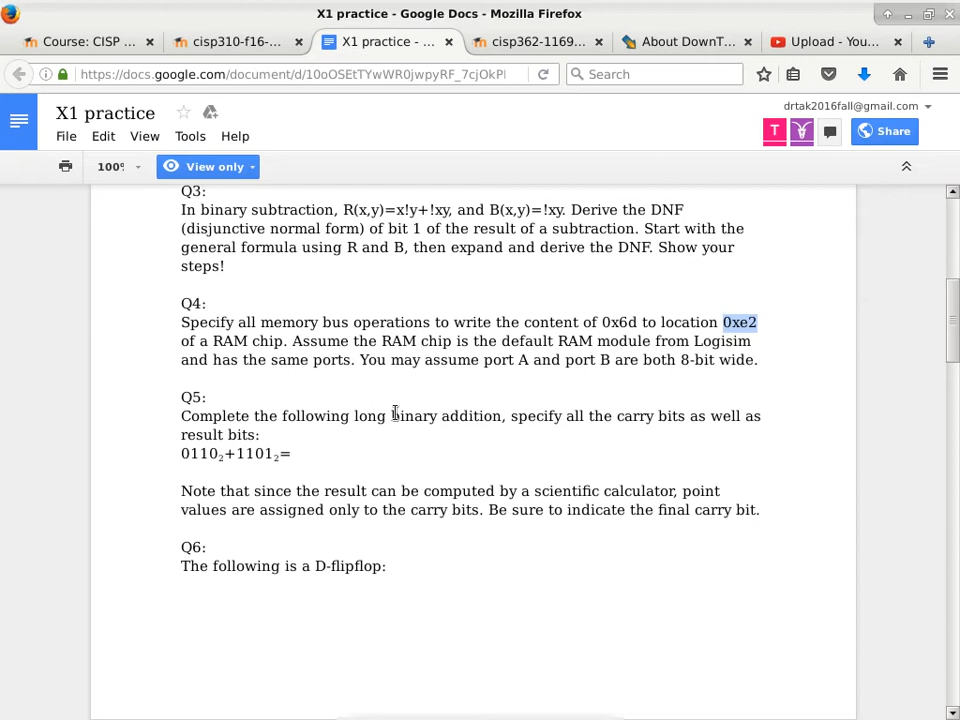 X1 practice - Google Docs - Mozilla Firefox
Course: CISP ... × cisp310-f16-... × X1 practice - ... × cisp362-1169... × About DownT... × Upload - You... ×
https://docs.google.com/document/d/10oOSEtTYwWR0jwpyRF_7cjOkPl Search
X1 practice
drtak2016fall@gmail.com
File Edit View Tools Help
T Share
100% View only
Q3:
In binary subtraction, R(x,y)=x!y+!xy, and B(x,y)=!xy. Derive the DNF
(disjunctive normal form) of bit 1 of the result of a subtraction. Start with the
general formula using R and B, then expand and derive the DNF. Show your
steps!
Q4:
Specify all memory bus operations to write the content of 0x6d to location 0xe2
of a RAM chip. Assume the RAM chip is the default RAM module from Logisim
and has the same ports. You may assume port A and port B are both 8-bit wide.
Q5:
Complete the following long binary addition, specify all the carry bits as well as
result bits:
0110₂+1101₂=
Note that since the result can be computed by a scientific calculator, point
values are assigned only to the carry bits. Be sure to indicate the final carry bit.
Q6:
The following is a D-flipflop: